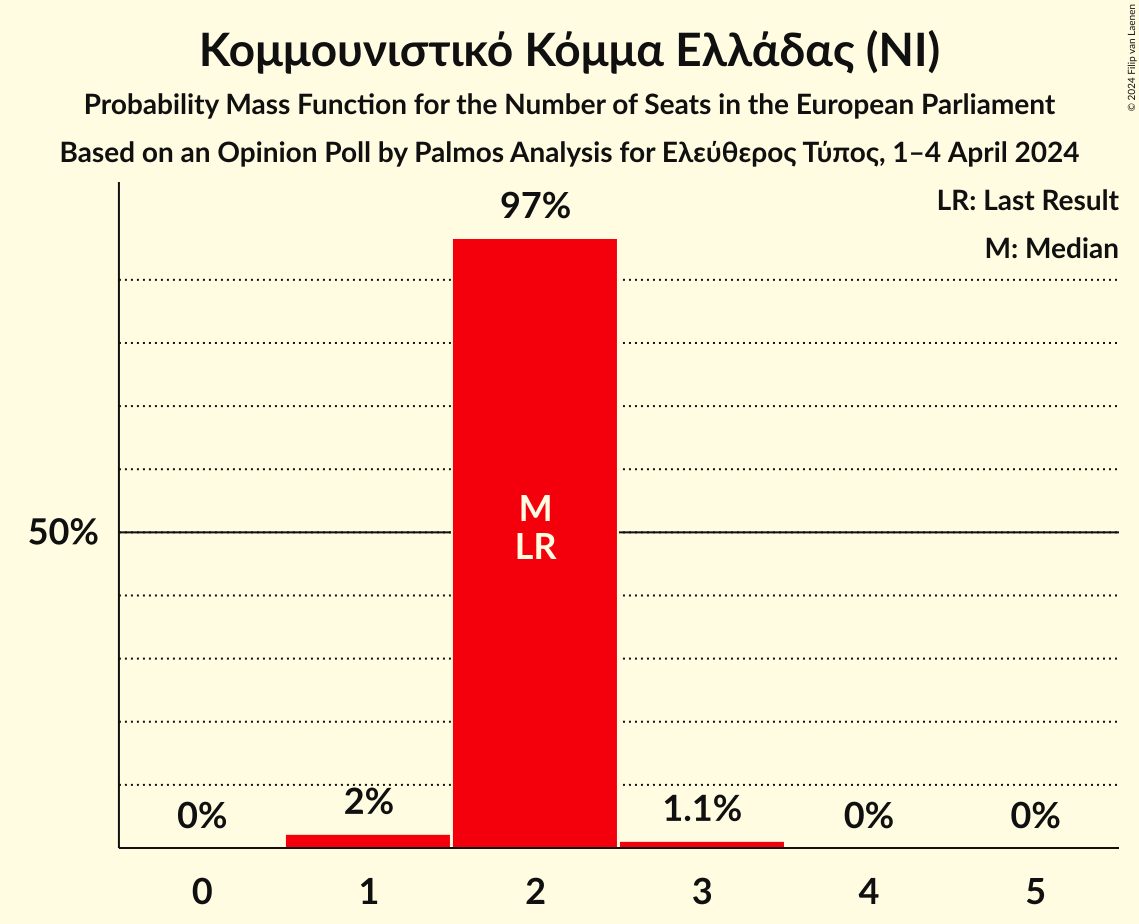 Κομμουνιστικό Κόμμα Ελλάδας (NI)
Probability Mass Function for the Number of Seats in the European Parliament
Based on an Opinion Poll by Palmos Analysis for Ελεύθερος Τύπος, 1–4 April 2024
© 2024 Filip van Laenen
LR: Last Result
M: Median
97%
M
LR
50%
0%
2%
1.1%
0%
0%
0
1
2
3
4
5